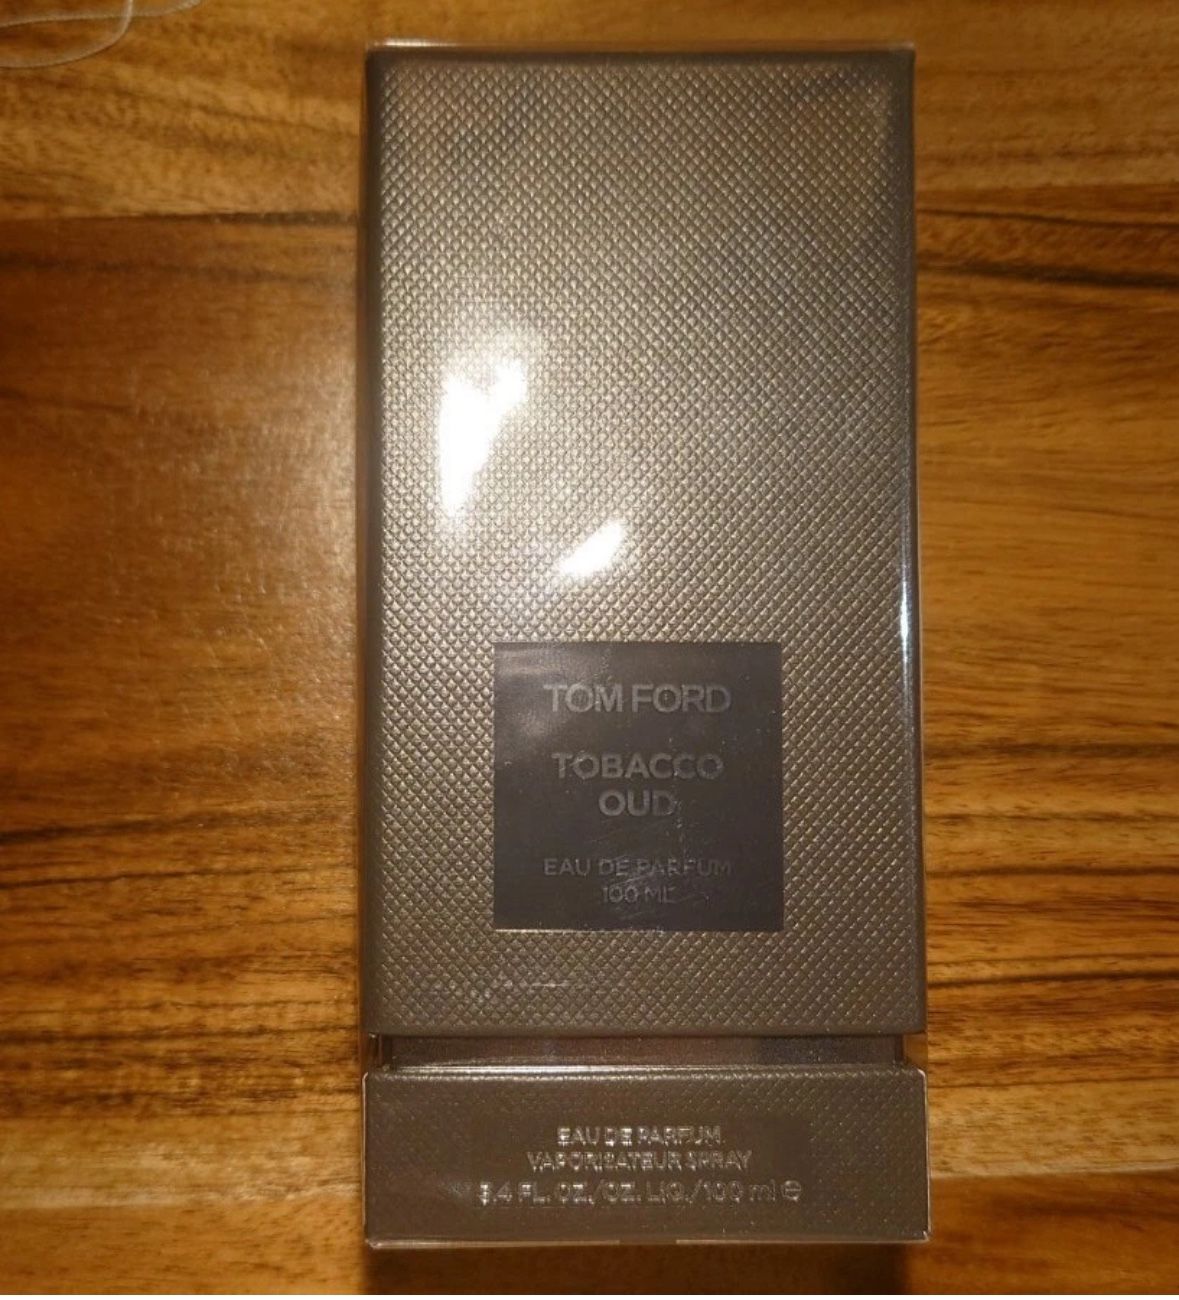 TOM FORD
TOBACCO
OUD
EAU DE PARFUM
100 ML
EAU DE PARFUM
VAPORISATEUR SPRAY
3.4 FL. OZ./OZ. LIQ./100 ml ℮